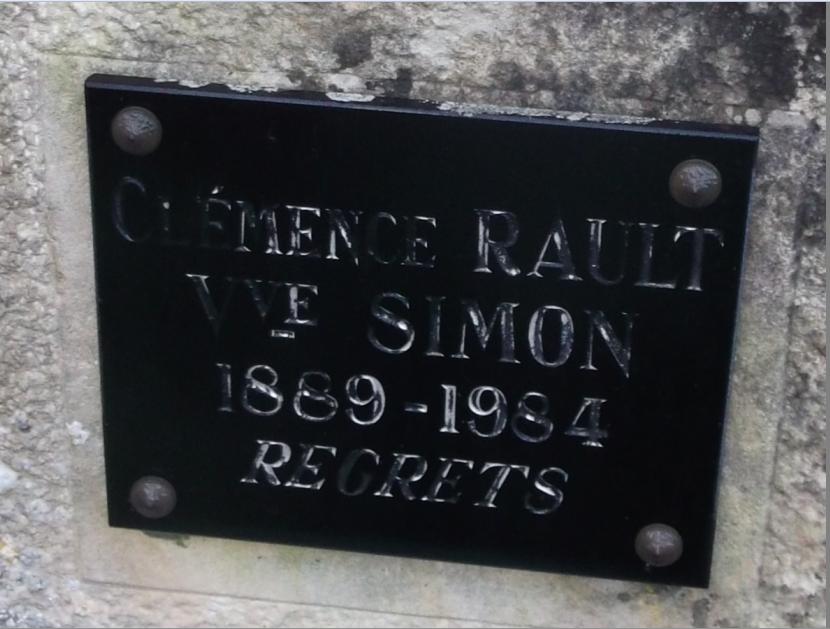 CLÉMENCE RAULT
VVE SIMON
1889-1984
REGRETS